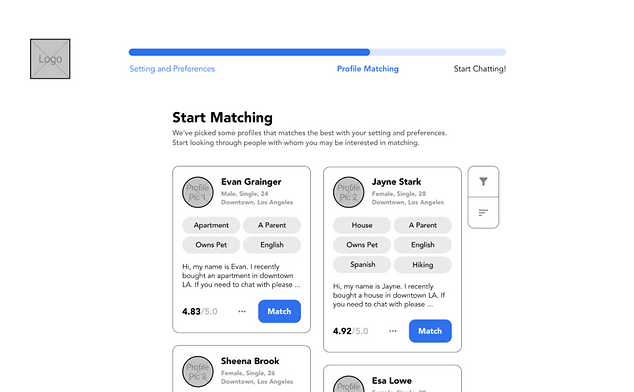 Logo
Setting and Preferences
Profile Matching
Start Chatting!
Start Matching
We've picked some profiles that matches the best with your setting and preferences.
Start looking through people with whom you may be interested in matching.
Profile
Pic 1
Evan Grainger
Male, Single, 24
Downtown, Los Angeles
Apartment
A Parent
Owns Pet
English
Hi, my name is Evan. I recently
bought an apartment in downtown
LA. If you need to chat with please ...
4.83/5.0
...
Match
Profile
Pic 2
Jayne Stark
Female, Single, 28
Downtown, Los Angeles
House
A Parent
Owns Pet
English
Spanish
Hiking
Hi, my name is Jayne. I recently
bought a house in downtown LA. If
you need to chat with please ...
4.92/5.0
...
Match
Profile
Pic 3
Sheena Brook
Female, Single, 26
Downtown, Los Angeles
Profile
Esa Lowe